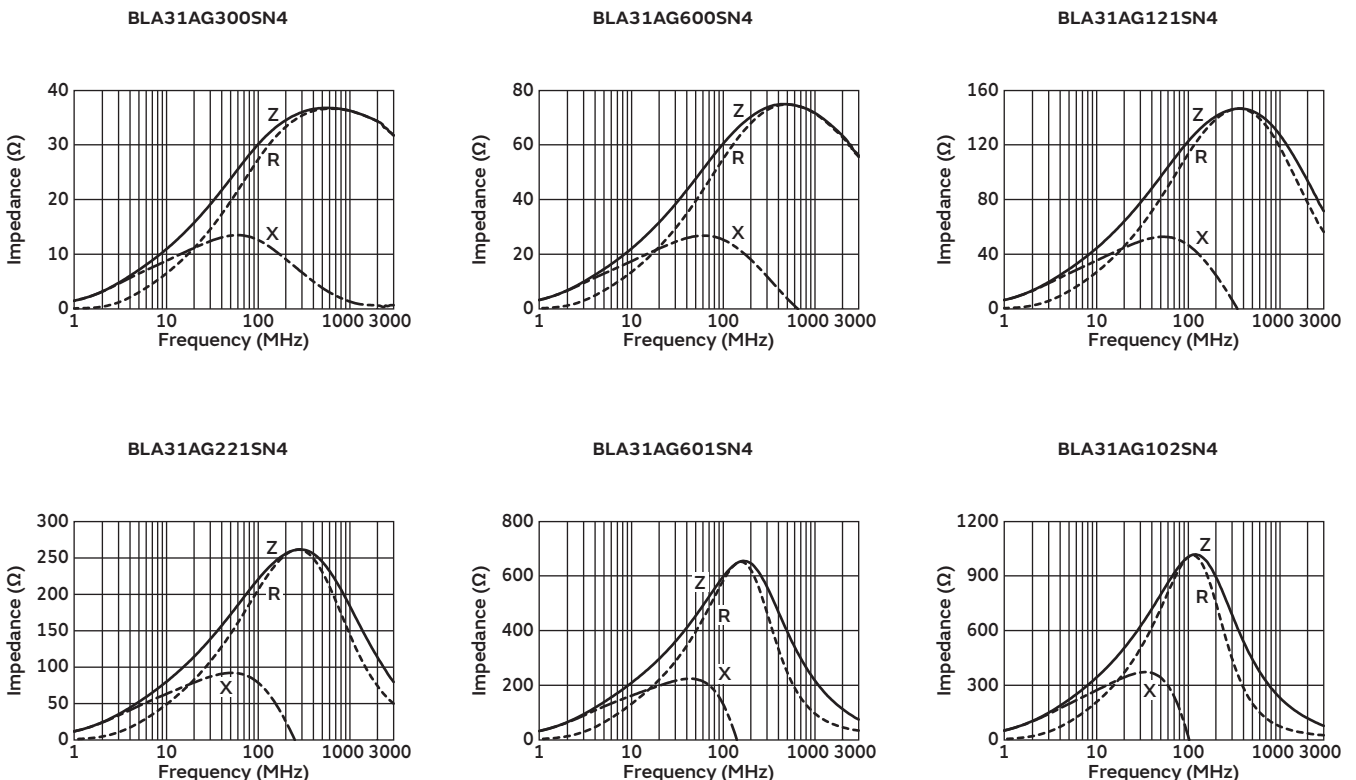 BLA31AG300SN4
40
30
20
10
0
Impedance (Ω)
Z
R
X
1 10 100 1000 3000
Frequency (MHz)
BLA31AG600SN4
80
60
40
20
0
Impedance (Ω)
Z
R
X
1 10 100 1000 3000
Frequency (MHz)
BLA31AG121SN4
160
120
80
40
0
Impedance (Ω)
Z
R
X
1 10 100 1000 3000
Frequency (MHz)
BLA31AG221SN4
300
250
200
150
100
50
0
Impedance (Ω)
Z
R
X
1 10 100 1000 3000
Frequency (MHz)
BLA31AG601SN4
800
600
400
200
0
Impedance (Ω)
Z
R
X
1 10 100 1000 3000
Frequency (MHz)
BLA31AG102SN4
1200
900
600
300
0
Impedance (Ω)
Z
R
X
1 10 100 1000 3000
Frequency (MHz)